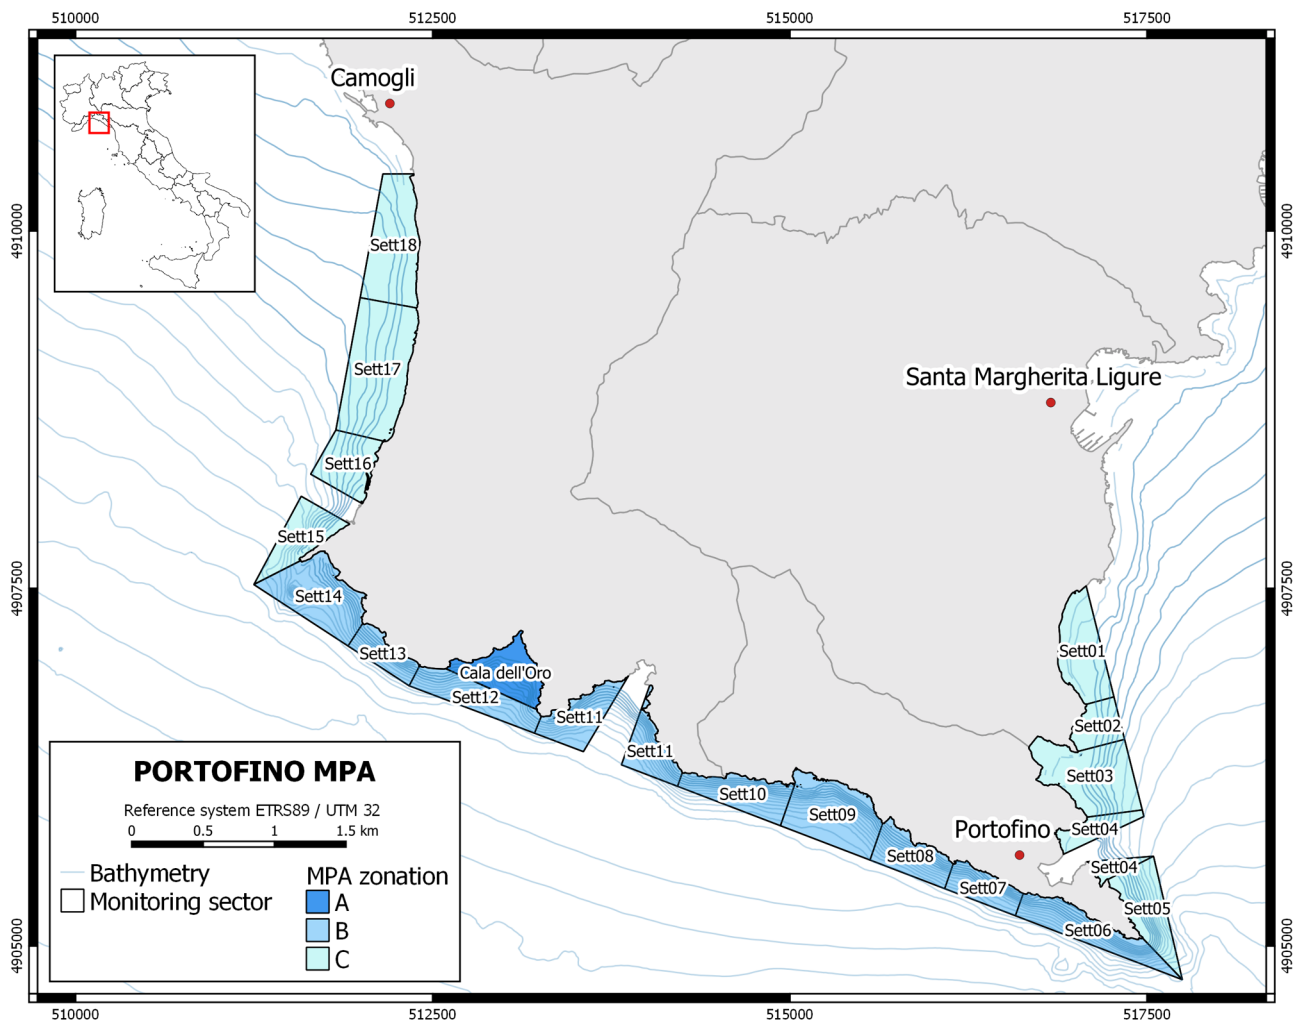 510000
512500
515000
517500
Camogli
4910000
4910000
Sett18
Sett17
Santa Margherita Ligure
Sett16
Sett15
4907500
4907500
Sett14
Sett01
Sett13
Cala dell'Oro
Sett12
Sett11
Sett02
Sett11
Sett03
Sett10
Sett09
Sett04
Portofino
Sett08
Sett04
Sett07
Sett05
Sett06
4905000
4905000
PORTOFINO MPA
Reference system ETRS89 / UTM 32
0 0.5 1 1.5 km
Bathymetry
Monitoring sector
MPA zonation
A
B
C
510000
512500
515000
517500